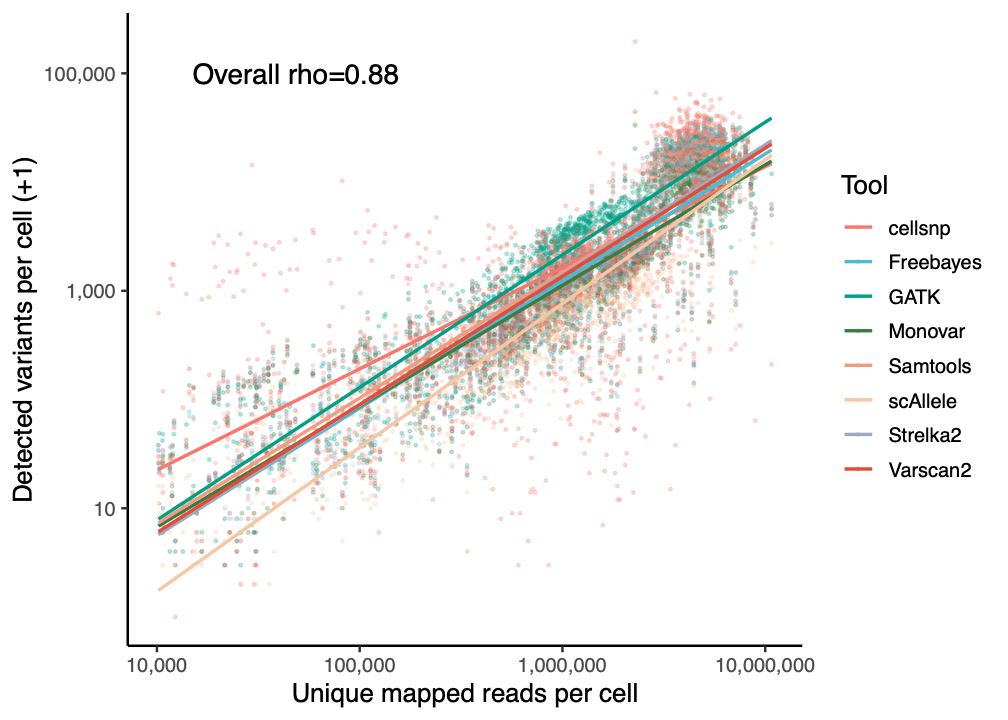 Overall rho=0.88
Detected variants per cell (+1)
100,000
1,000
10
10,000
100,000
1,000,000
10,000,000
Unique mapped reads per cell
Tool
cellsnp
Freebayes
GATK
Monovar
Samtools
scAllele
Strelka2
Varscan2